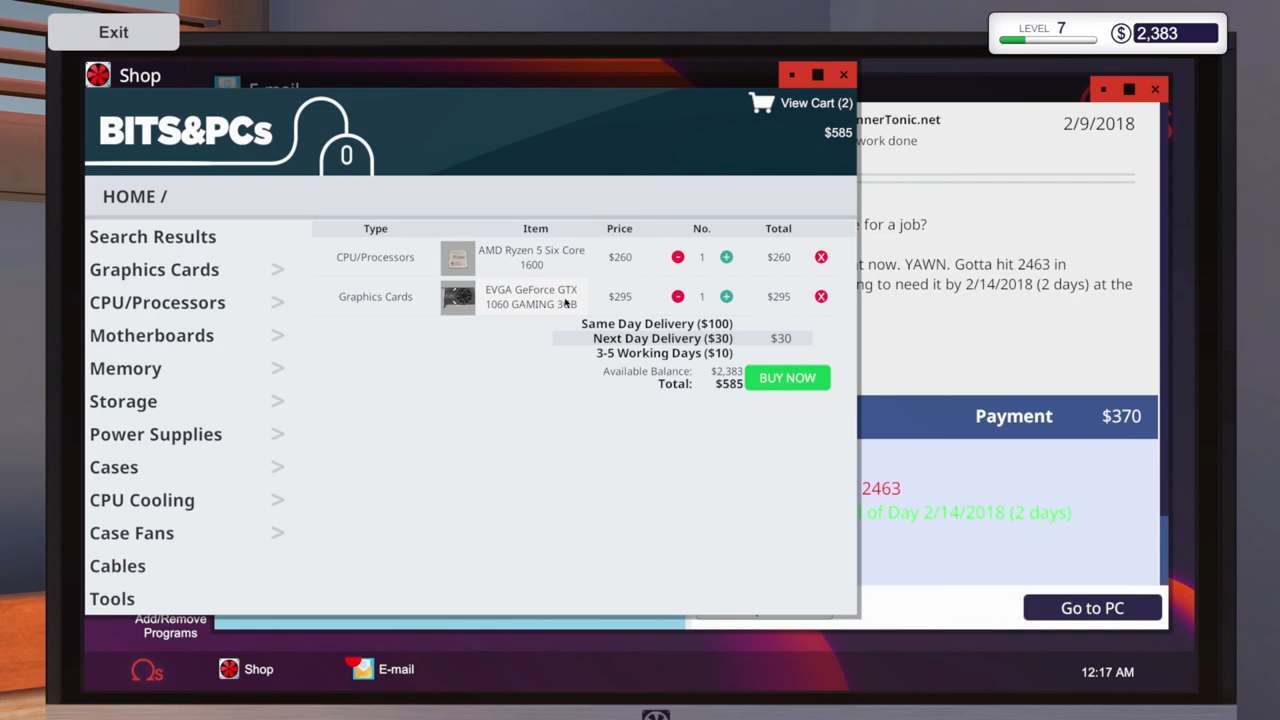 Exit
LEVEL 7
$ 2,383
Shop
BITS&PCs
View Cart (2)
$585
HOME /
Search Results
Graphics Cards >
CPU/Processors >
Motherboards >
Memory >
Storage >
Power Supplies >
Cases >
CPU Cooling >
Case Fans >
Cables
Tools
Type Item Price No. Total
CPU/Processors AMD Ryzen 5 Six Core $260 - 1 + $260 X
1600
Graphics Cards EVGA GeForce GTX $295 - 1 + $295 X
1060 GAMING 3GB
Same Day Delivery ($100)
Next Day Delivery ($30) $30
3-5 Working Days ($10)
Available Balance: $2,383
Total: $585
BUY NOW
nnerTonic.net
2/9/2018
work done
e for a job?
t now. YAWN. Gotta hit 2463 in
ng to need it by 2/14/2018 (2 days) at the
Payment $370
2463
of Day 2/14/2018 (2 days)
Go to PC
Add/Remove
Programs
Ωs
Shop
E-mail
12:17 AM